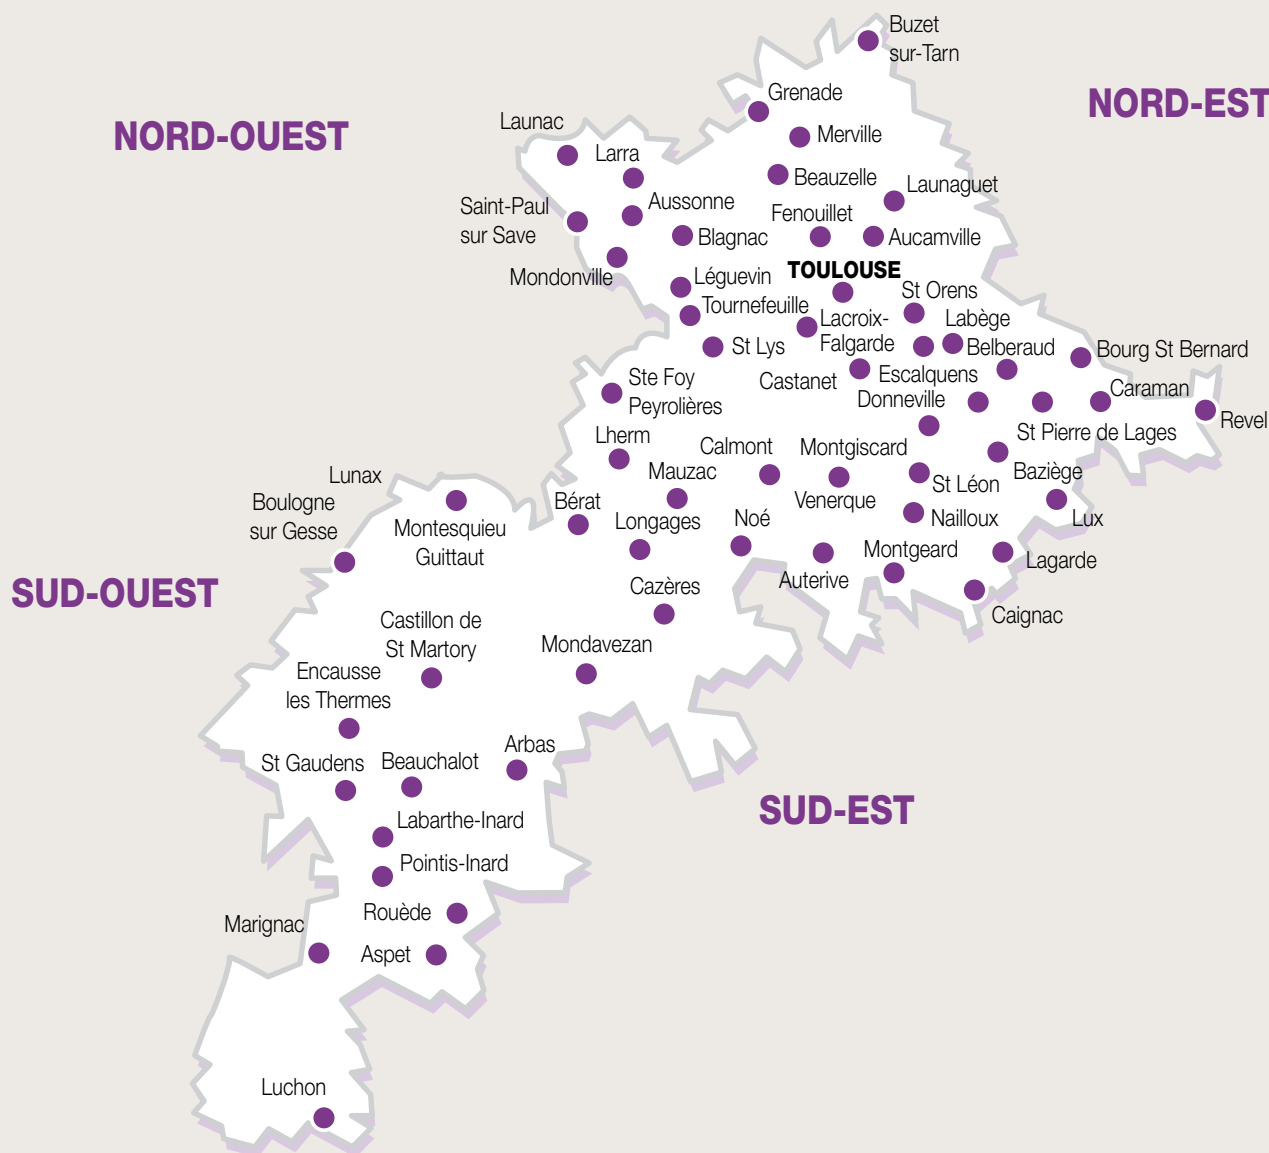 Buzet
sur-Tarn
Grenade
NORD-EST
NORD-OUEST
Launac
Merville
Larra
Beauzelle
Launaguet
Aussonne
Saint-Paul
sur Save
Fenouillet
Blagnac
Aucamville
Mondonville
Léguevin
TOULOUSE
St Orens
Tournefeuille
Lacroix-
Falgarde
Labège
St Lys
Belberaud
Bourg St Bernard
Castanet
Escalquens
Ste Foy
Peyrolières
Donneville
Caraman
Revel
St Pierre de Lages
Lherm
Calmont
Montgiscard
Mauzac
Baziège
Lunax
St Léon
Boulogne
sur Gesse
Venerque
Bérat
Longages
Noé
Nailloux
Lux
Montesquieu
Guittaut
Montgeard
Lagarde
Auterive
SUD-OUEST
Cazères
Caignac
Castillon de
St Martory
Mondavezan
Encausse
les Thermes
Arbas
St Gaudens
Beauchalot
SUD-EST
Labarthe-Inard
Pointis-Inard
Rouède
Marignac
Aspet
Luchon